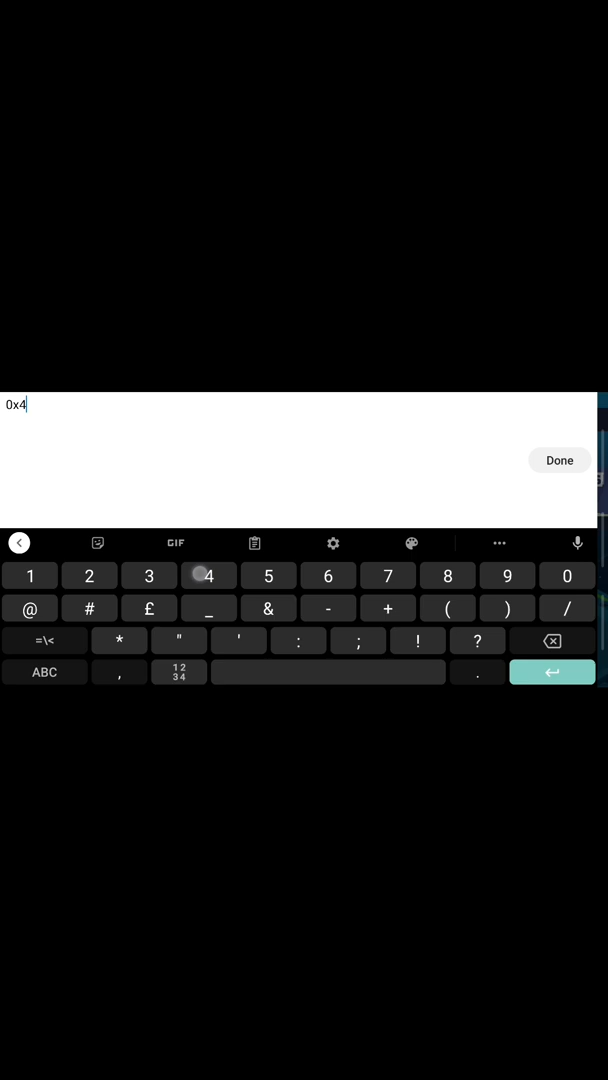 0x4
Done
GIF
1 2 3 4 5 6 7 8 9 0
@ # £ _ & - + ( ) /
=\< * " ' : ; ! ?
ABC , 12 34 .